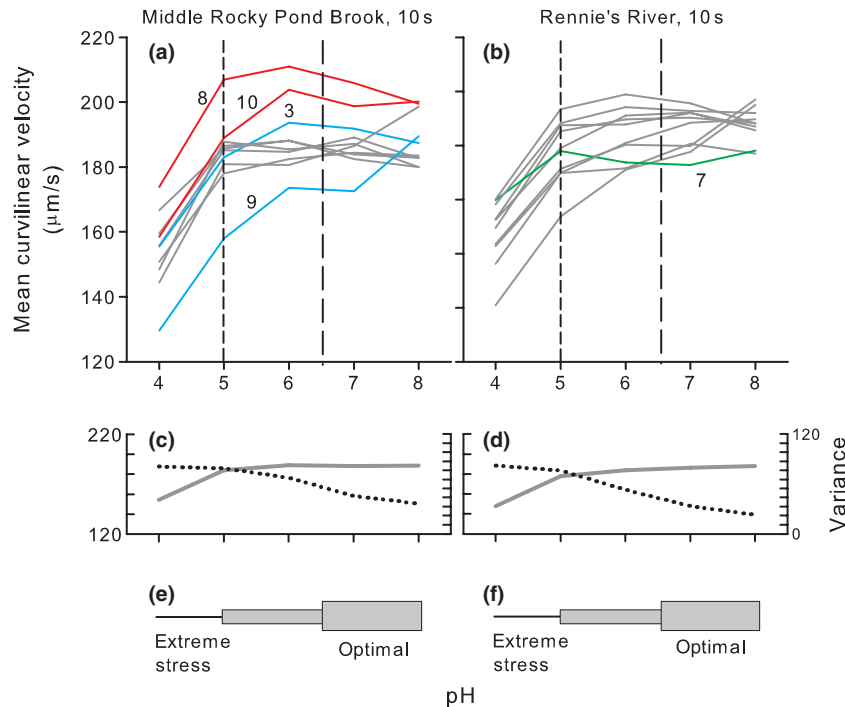 Middle Rocky Pond Brook, 10 s
Rennie's River, 10 s
Mean curvilinear velocity
(μm/s)
(a)
220
200
180
160
140
120
8
10
3
9
4 5 6 7 8
(b)
7
4 5 6 7 8
(c)
220
120
(d)
120
0
Variance
(e)
Extreme
stress
Optimal
(f)
Extreme
stress
Optimal
pH